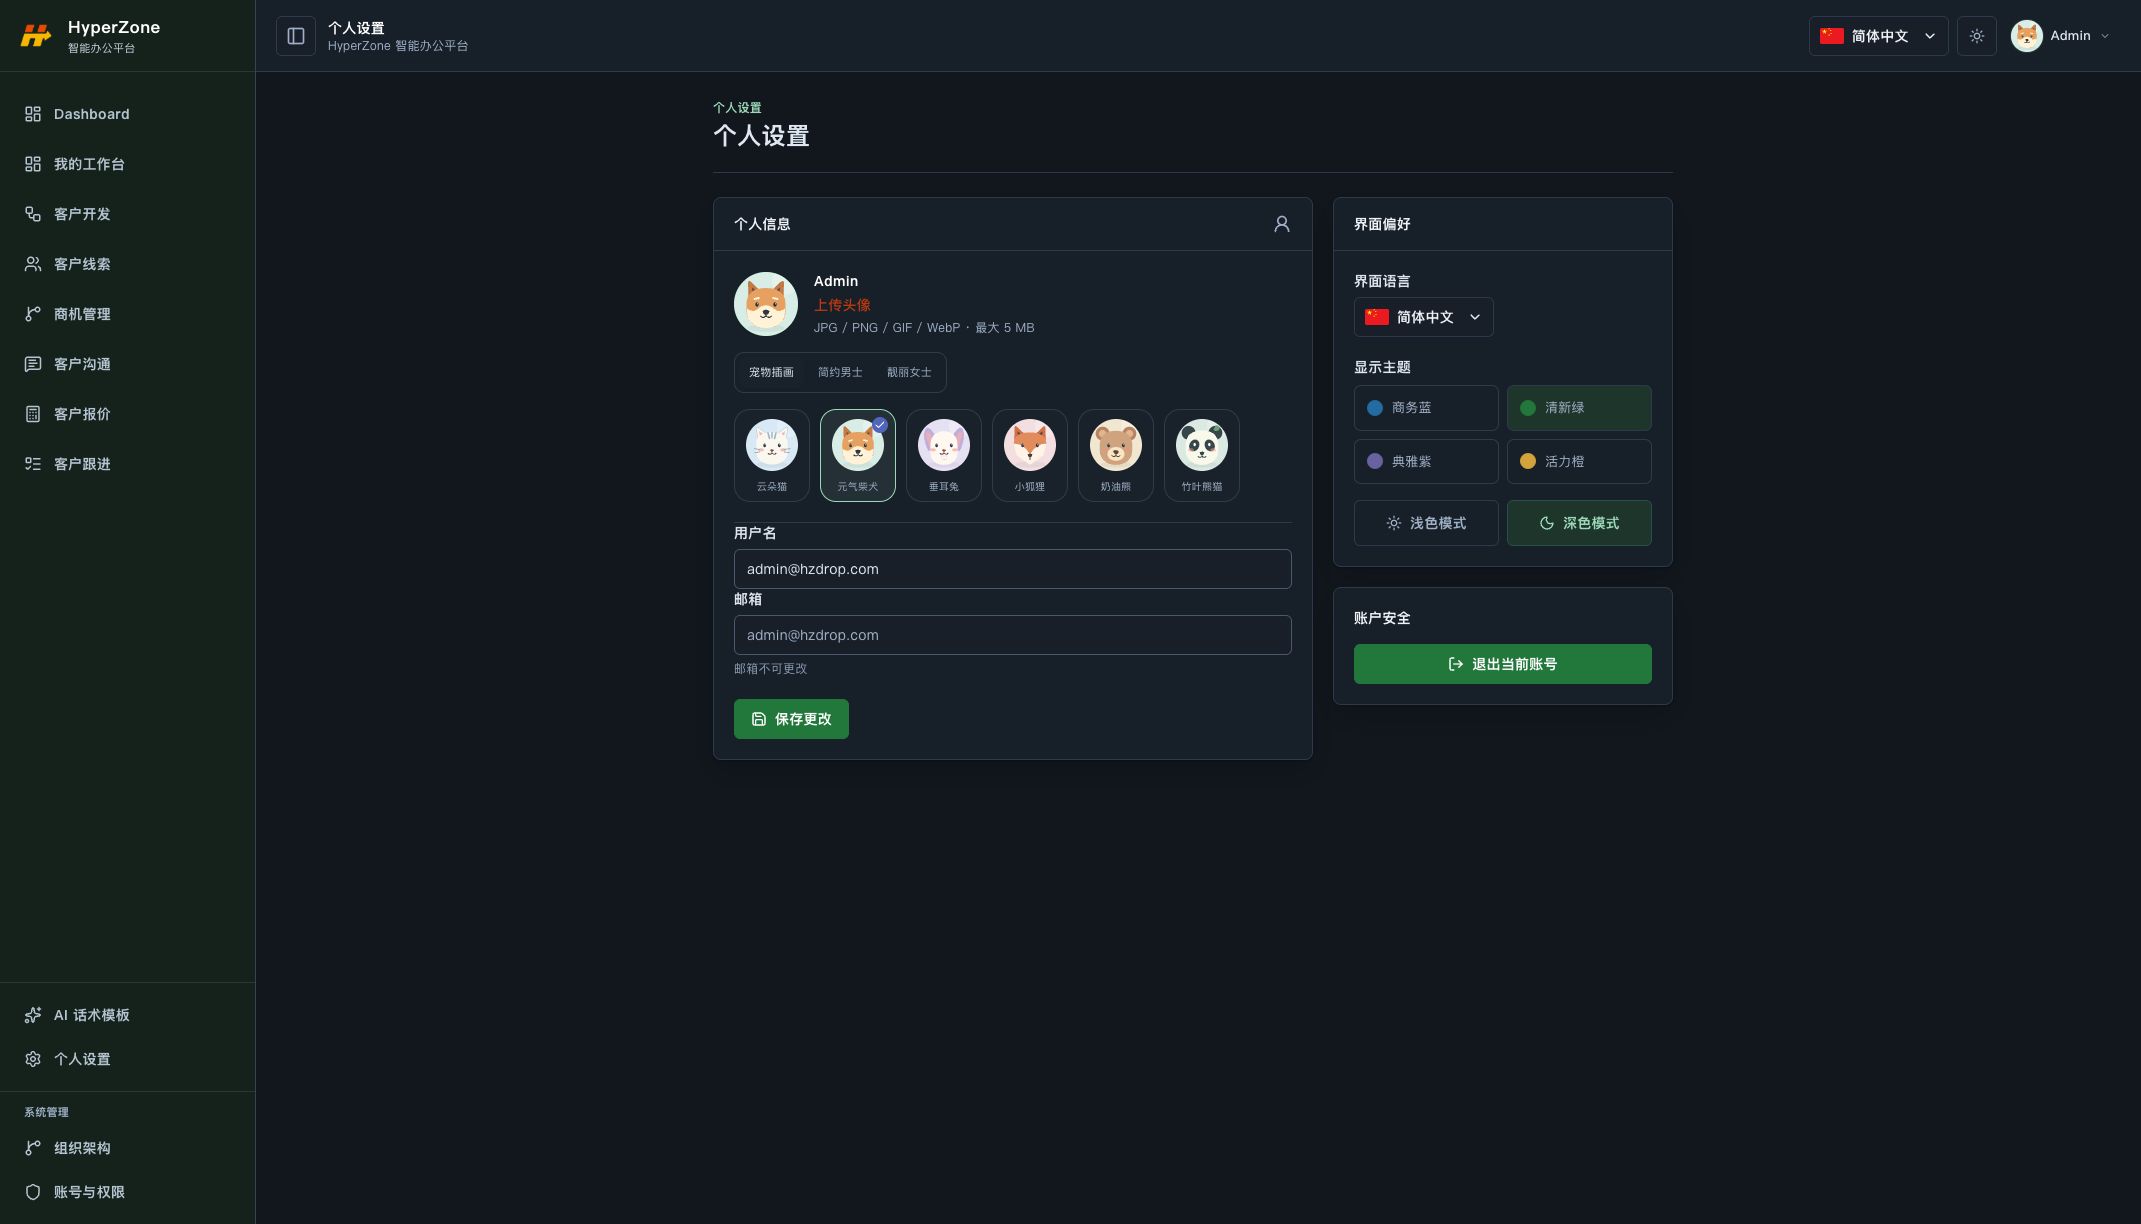 HyperZone
智能办公平台
Dashboard
我的工作台
客户开发
客户线索
商机管理
客户沟通
客户报价
客户跟进
AI 话术模板
个人设置
系统管理
组织架构
账号与权限
个人设置
HyperZone 智能办公平台
简体中文
Admin
个人设置
个人设置
个人信息
Admin
上传头像
JPG / PNG / GIF / WebP · 最大 5 MB
宠物插画 简约男士 靓丽女士
云朵猫 元气柴犬 垂耳兔 小狐狸 奶油熊 竹叶熊猫
用户名
admin@hzdrop.com
邮箱
admin@hzdrop.com
邮箱不可更改
保存更改
界面偏好
界面语言
简体中文
显示主题
商务蓝 清新绿
典雅紫 活力橙
浅色模式 深色模式
账户安全
退出当前账号